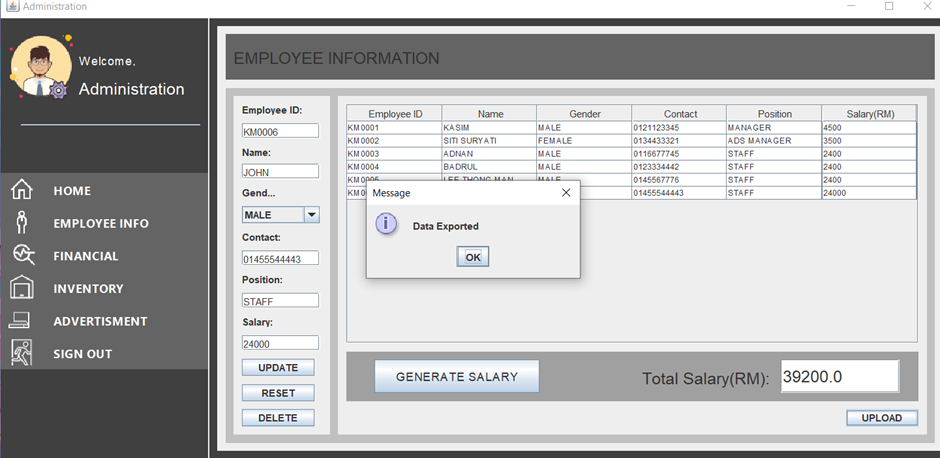 Administration
Welcome.
Administration
HOME
EMPLOYEE INFO
FINANCIAL
INVENTORY
ADVERTISMENT
SIGN OUT
EMPLOYEE INFORMATION
Employee ID:
KM0006
Name:
JOHN
Gend...
MALE
Contact:
01455544443
Position:
STAFF
Salary:
24000
UPDATE
RESET
DELETE
Employee ID Name Gender Contact Position Salary(RM)
KM0001 KASIM MALE 0121123345 MANAGER 4500
KM0002 SITI SURYATI FEMALE 0134433321 ADS MANAGER 3500
KM0003 ADNAN MALE 0116677745 STAFF 2400
KM0004 BADRUL MALE 0123334442 STAFF 2400
KM0005 LEE THONG MAN MALE 0145567776 STAFF 2400
01455544443 STAFF 24000
Message
Data Exported
OK
GENERATE SALARY
Total Salary(RM): 39200.0
UPLOAD